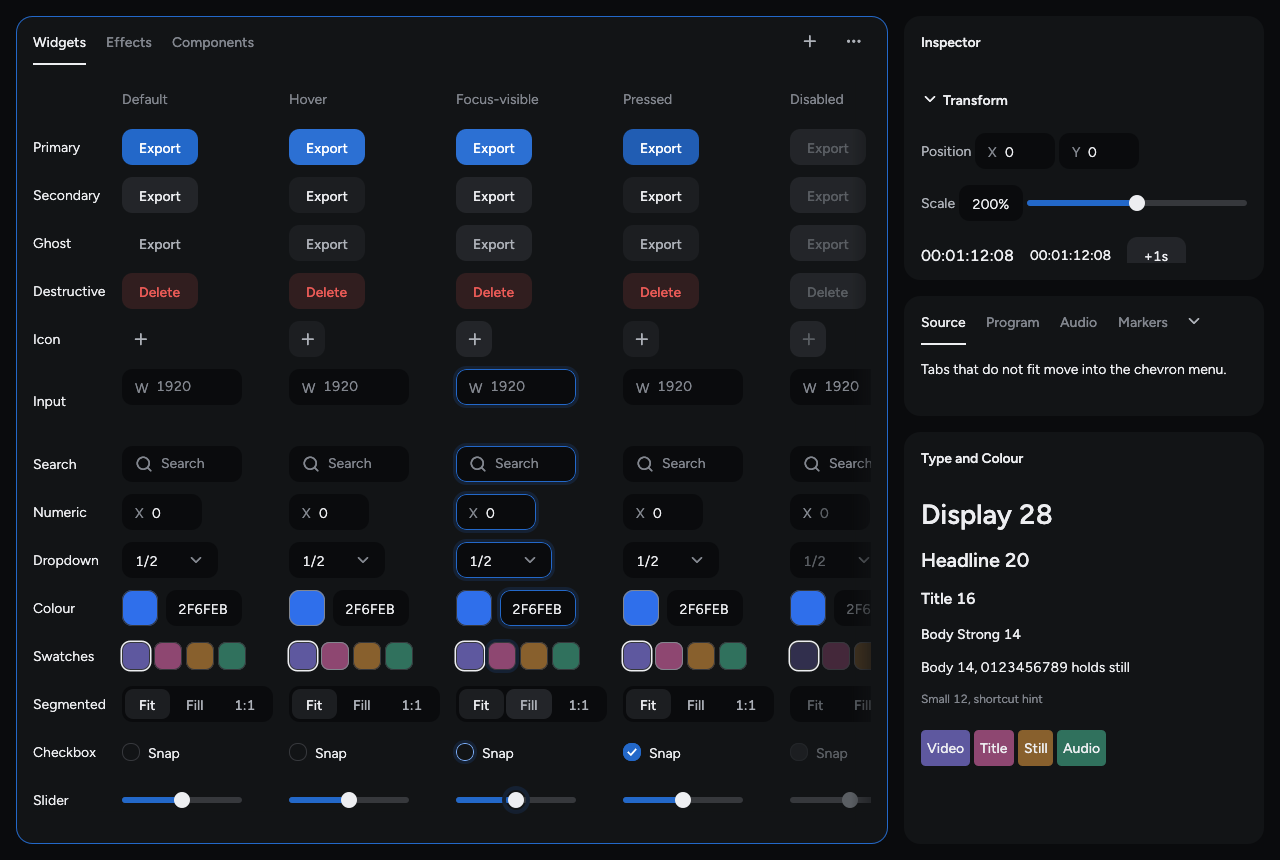 Widgets Effects Components
Default Hover Focus-visible Pressed Disabled
Primary Export Export Export Export Export
Secondary Export Export Export Export Export
Ghost Export Export Export Export Export
Destructive Delete Delete Delete Delete Delete
Icon + + + + +
Input W 1920 W 1920 W 1920 W 1920 W 1920
Search Search Search Search Search Search
Numeric X 0 X 0 X 0 X 0 X 0
Dropdown 1/2 1/2 1/2 1/2 1/2
Colour 2F6FEB 2F6FEB 2F6FEB 2F6FEB 2F6
Swatches
Segmented Fit Fill 1:1 Fit Fill 1:1 Fit Fill 1:1 Fit Fill 1:1 Fit Fill
Checkbox Snap Snap Snap Snap Snap
Slider
Inspector
Transform
Position X 0 Y 0
Scale 200%
00:01:12:08 00:01:12:08 +1s
Source Program Audio Markers
Tabs that do not fit move into the chevron menu.
Type and Colour
Display 28
Headline 20
Title 16
Body Strong 14
Body 14, 0123456789 holds still
Small 12, shortcut hint
Video Title Still Audio